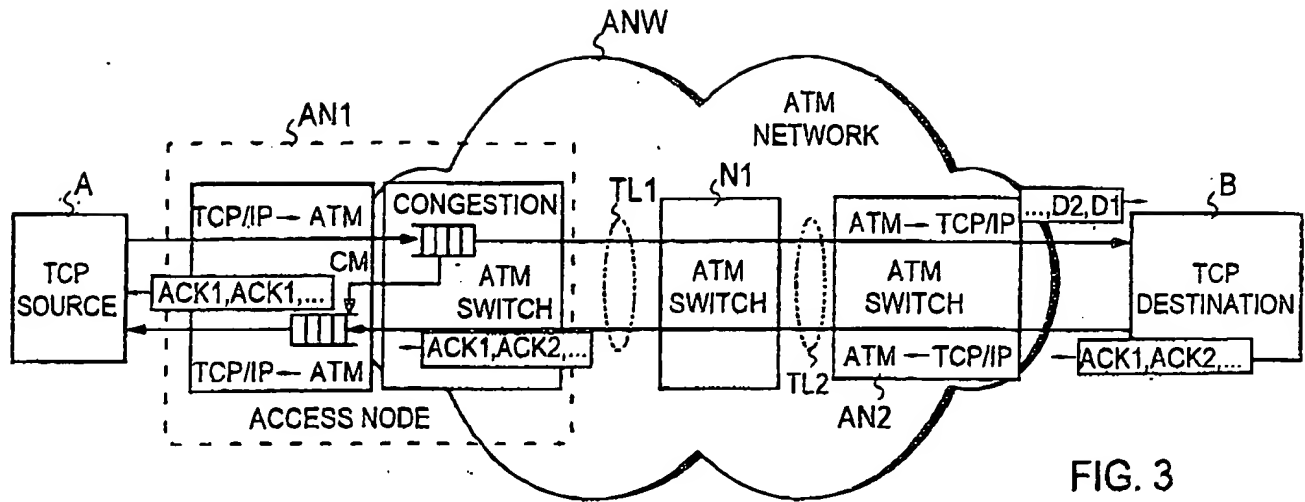 ANW
AN1
ATM
NETWORK
A
TL1
N1
B
TCP/IP → ATM
CONGESTION
ATM → TCP/IP
...,D2,D1
TCP
SOURCE
CM
ATM
SWITCH
ATM
SWITCH
ATM
SWITCH
TCP
DESTINATION
ACK1,ACK1,...
ACK1,ACK2,...
ACK1,ACK2,...
TCP/IP ← ATM
ATM ← TCP/IP
TL2
ACCESS NODE
AN2
FIG. 3